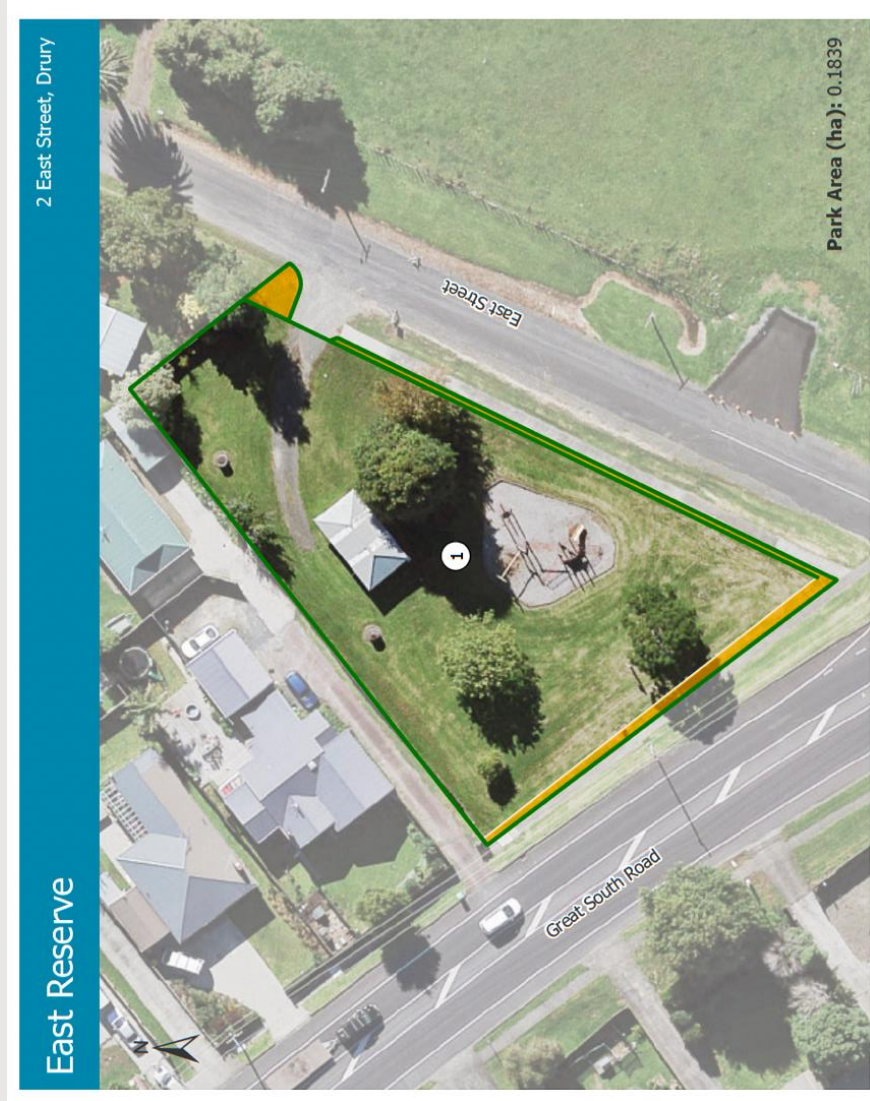 East Reserve
2 East Street, Drury
N
East Street
1
Great South Road
Park Area (ha): 0.1839